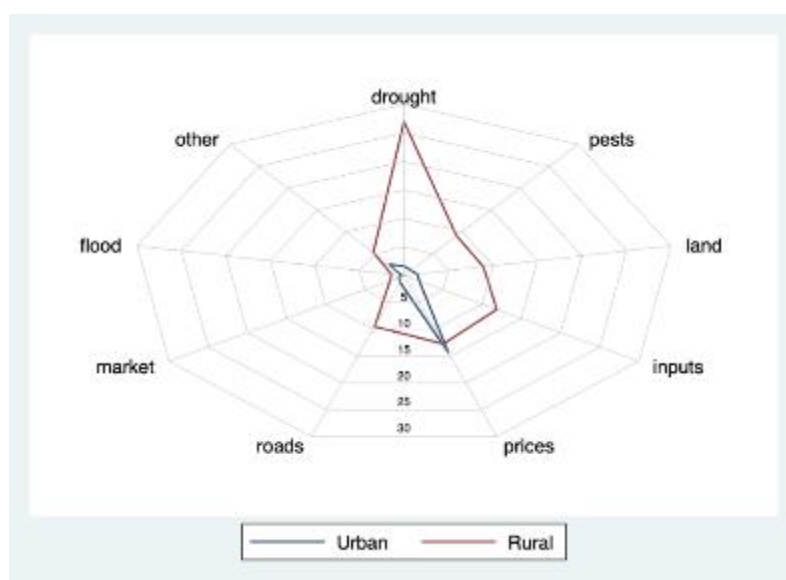 drought
other
pests
flood
land
5
10
15
market
inputs
20
25
30
roads
prices
Urban
Rural